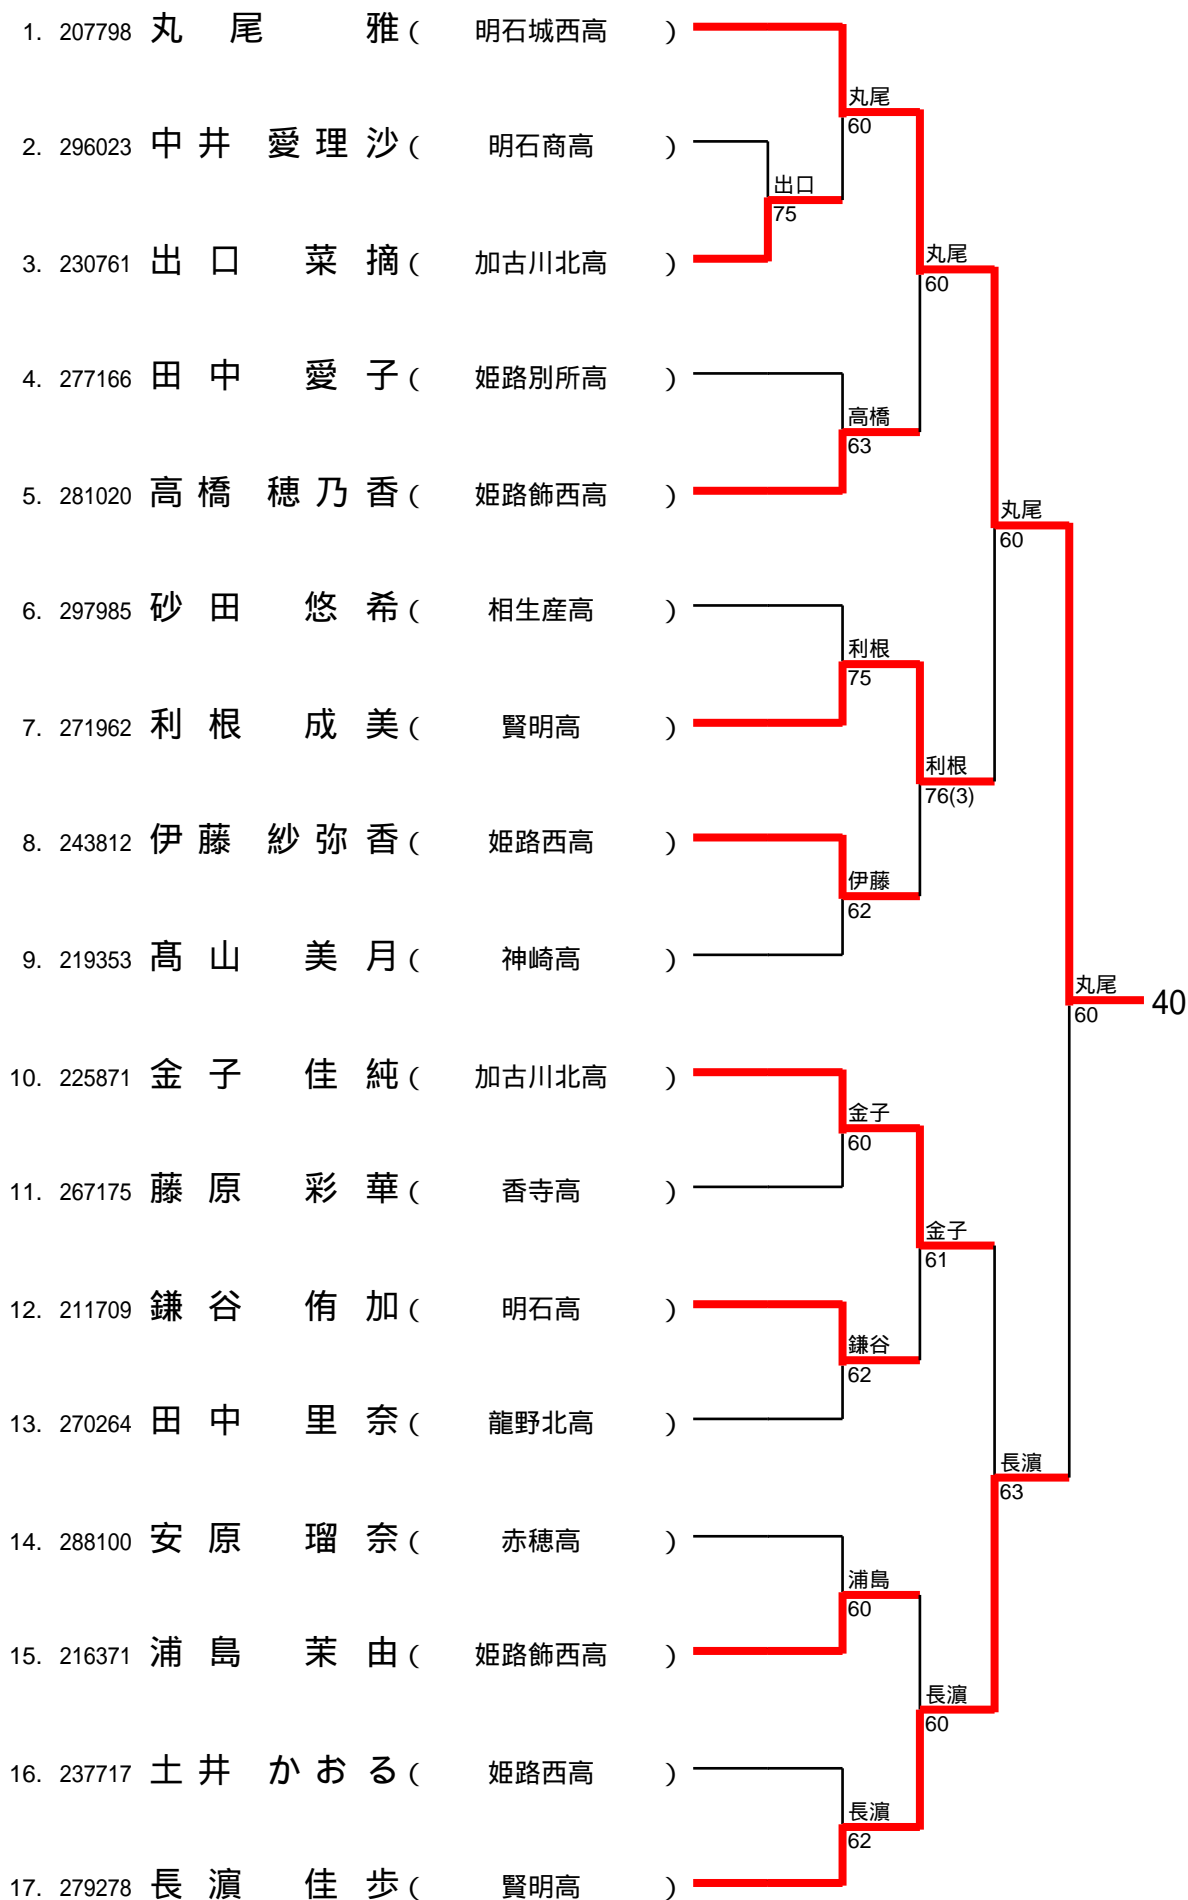 1. 207798 丸尾 雅 ( 明石城西高 )
丸尾
60
2. 296023 中井 愛理沙 ( 明石商高 )
出口
75
3. 230761 出口 菜摘 ( 加古川北高 )
丸尾
60
4. 277166 田中 愛子 ( 姫路別所高 )
高橋
63
5. 281020 高橋 穂乃香 ( 姫路飾西高 )
丸尾
60
6. 297985 砂田 悠希 ( 相生産高 )
利根
75
7. 271962 利根 成美 ( 賢明高 )
利根
76(3)
8. 243812 伊藤 紗弥香 ( 姫路西高 )
伊藤
62
9. 219353 髙山 美月 ( 神崎高 )
丸尾
60
40
10. 225871 金子 佳純 ( 加古川北高 )
金子
60
11. 267175 藤原 彩華 ( 香寺高 )
金子
61
12. 211709 鎌谷 侑加 ( 明石高 )
鎌谷
62
13. 270264 田中 里奈 ( 龍野北高 )
長濵
63
14. 288100 安原 瑠奈 ( 赤穂高 )
浦島
60
15. 216371 浦島 茉由 ( 姫路飾西高 )
長濵
60
16. 237717 土井 かおる ( 姫路西高 )
長濵
62
17. 279278 長濵 佳歩 ( 賢明高 )